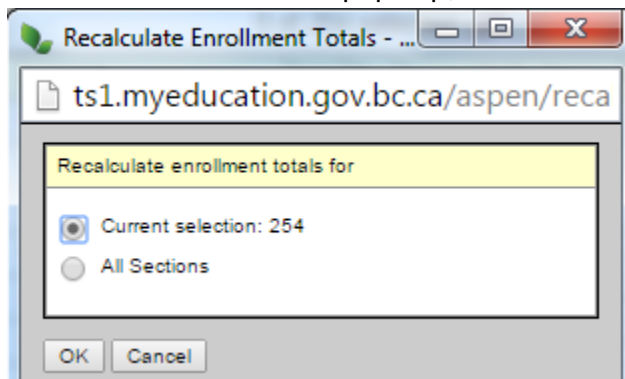 Recalculate Enrollment Totals - ...
ts1.myeducation.gov.bc.ca/aspen/reca
Recalculate enrollment totals for
Current selection: 254
All Sections
OK Cancel